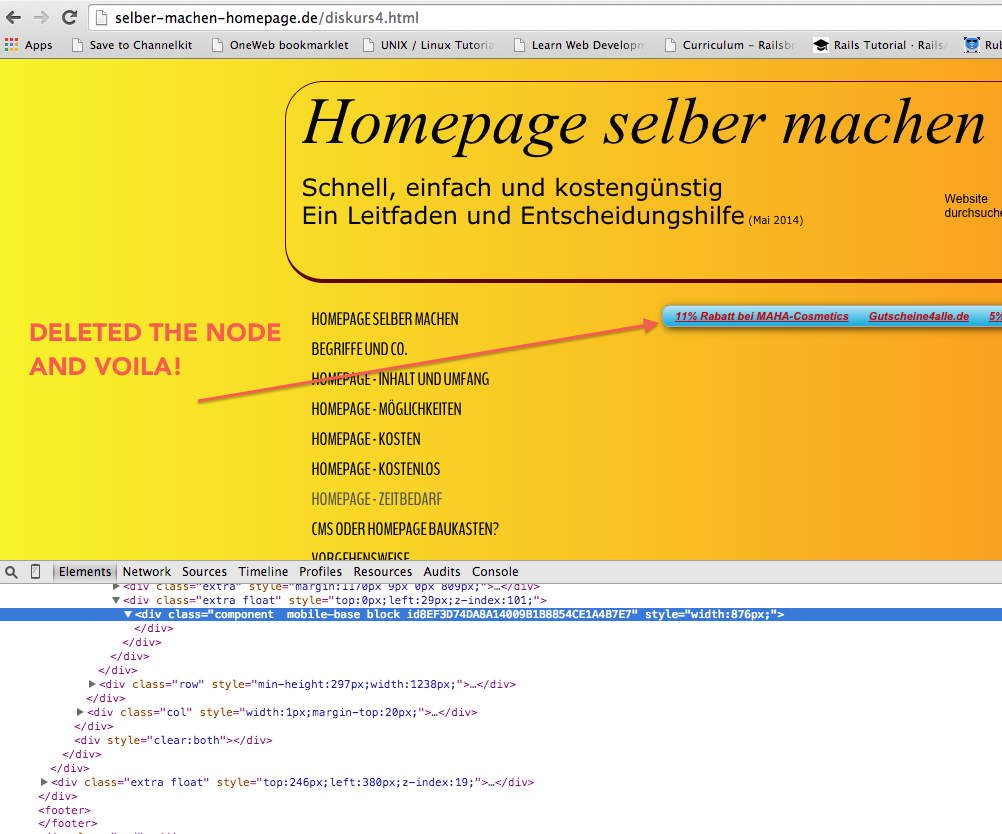 selber-machen-homepage.de/diskurs4.html
Apps Save to Channelkit OneWeb bookmarklet UNIX / Linux Tutoria Learn Web Developm Curriculum - Railsbr Rails Tutorial · Rails Rub
Homepage selber machen
Schnell, einfach und kostengünstig
Ein Leitfaden und Entscheidungshilfe (Mai 2014)
Website
durchsuche
DELETED THE NODE
AND VOILA!
11% Rabatt bei MAHA-Cosmetics Gutscheine4alle.de 5%
HOMEPAGE SELBER MACHEN
BEGRIFFE UND CO.
HOMEPAGE - INHALT UND UMFANG
HOMEPAGE - MÖGLICHKEITEN
HOMEPAGE - KOSTEN
HOMEPAGE - KOSTENLOS
HOMEPAGE - ZEITBEDARF
CMS ODER HOMEPAGE BAUKASTEN?
VORGEHENSWEISE
Elements Network Sources Timeline Profiles Resources Audits Console
<div class="extra" style="margin:1170px 9px 0px 809px;">…</div>
<div class="extra float" style="top:0px;left:29px;z-index:101;">
<div class="component  mobile-base block id8EF3D74DA8A14009B1B8854CE1A4B7E7" style="width:876px;">
</div>
</div>
</div>
</div>
<div class="row" style="min-height:297px;width:1238px;">…</div>
</div>
<div class="col" style="width:1px;margin-top:20px;">…</div>
</div>
<div style="clear:both"></div>
</div>
</div>
<div class="extra float" style="top:246px;left:380px;z-index:19;">…</div>
</div>
<footer>
</footer>